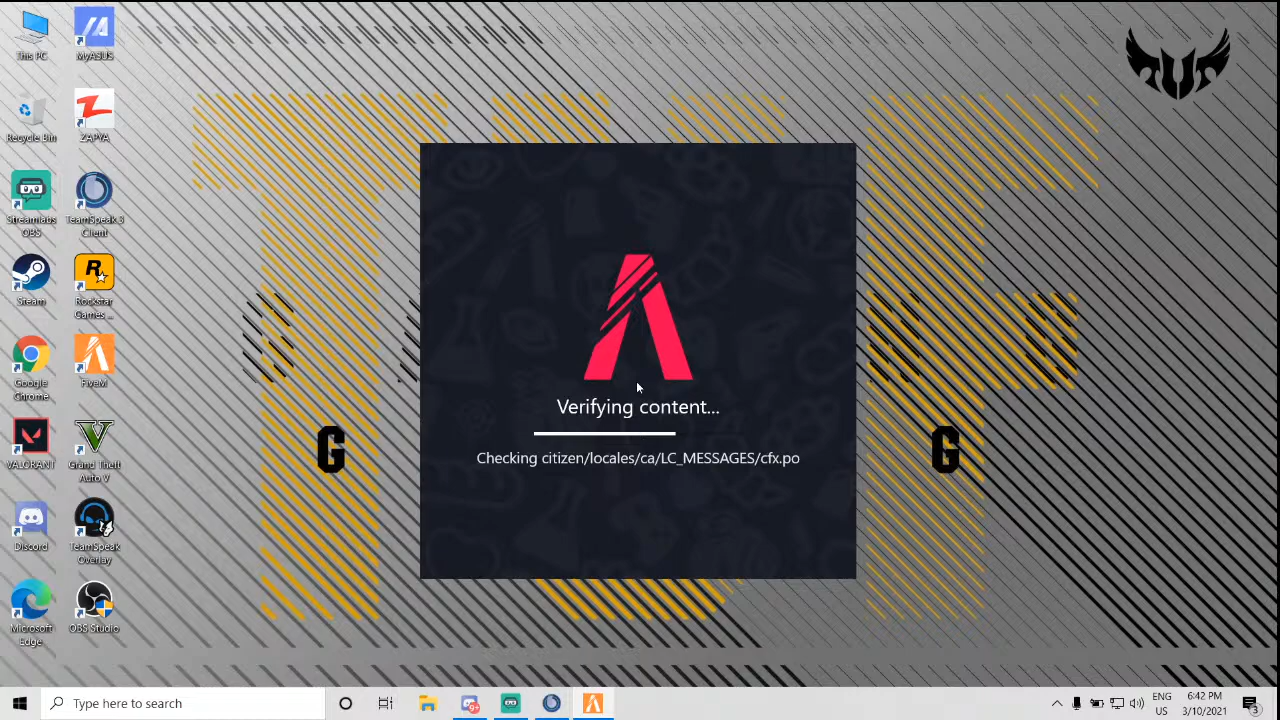 This PC
MyASUS
Recycle Bin
ZAPYA
Streamlabs
OBS
TeamSpeak 3
Client
Steam
Rockstar
Games ...
Google
Chrome
FiveM
VALORANT
Grand Theft
Auto V
Discord
TeamSpeak
Overlay
Microsoft
Edge
OBS Studio
G
G
Verifying content...
Checking citizen/locales/ca/LC_MESSAGES/cfx.po
Type here to search
9+
ENG
US
6:42 PM
3/10/2021
3